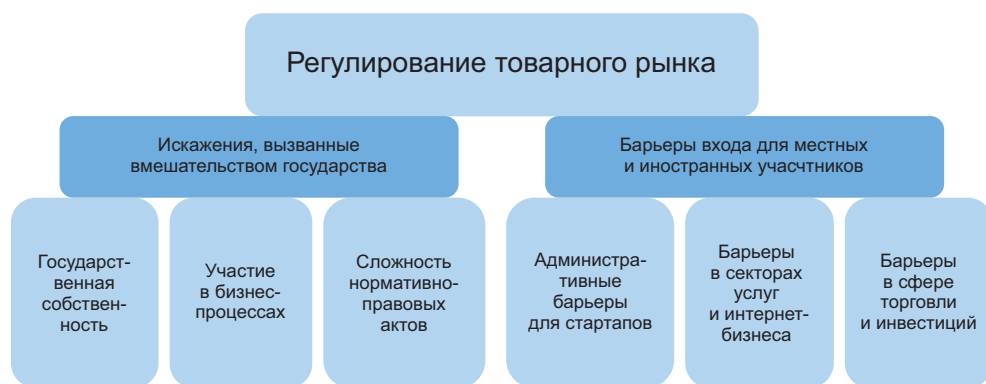 Регулирование товарного рынка
Искажения, вызванные
вмешательством государства
Барьеры входа для местных
и иностранных учасчтников
Государст-
венная
собствен-
ность
Участие
в бизнес-
процессах
Сложность
нормативно-
правовых
актов
Администра-
тивные
барьеры
для стартапов
Барьеры
в секторах
услуг
и интернет-
бизнеса
Барьеры
в сфере
торговли
и инвестиций